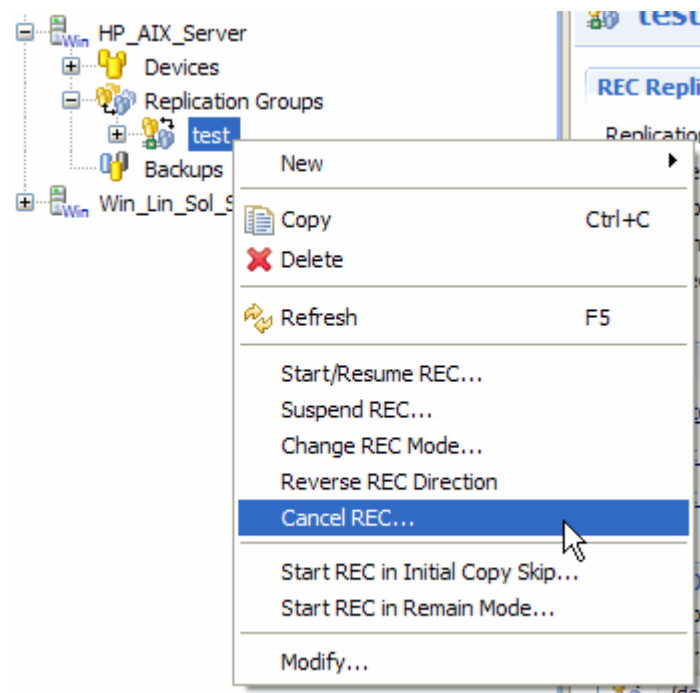 HP_AIX_Server
test
Devices
REC Repli
Replication Groups
test
Replication
Backups
New
Win_Lin_Sol_S
Copy Ctrl+C
Delete
Refresh F5
Start/Resume REC...
Suspend REC...
Change REC Mode...
Reverse REC Direction
Cancel REC...
Start REC in Initial Copy Skip...
Start REC in Remain Mode...
Modify...